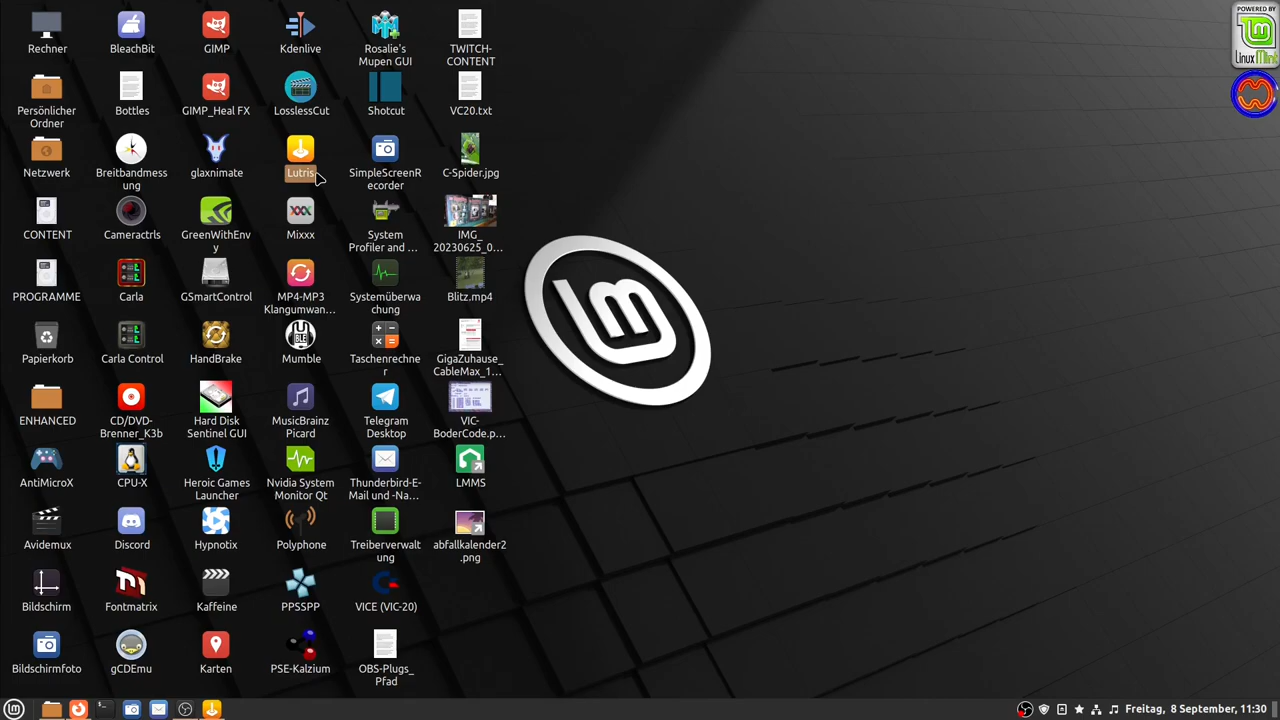 Rechner
BleachBit
GIMP
Kdenlive
Rosalie's
Mupen GUI
TWITCH-
CONTENT
Persönlicher
Ordner
Bottles
GIMP_Heal FX
LosslessCut
Shotcut
VC20.txt
Netzwerk
Breitbandmess
ung
glaxnimate
Lutris
SimpleScreenR
ecorder
C-Spider.jpg
CONTENT
Cameractrls
GreenWithEnv
y
Mixxx
System
Profiler and ...
IMG_
20230625_0...
PROGRAMME
Carla
GSmartControl
MP4-MP3
Klangumwan...
Systemüberwa
chung
Blitz.mp4
Papierkorb
Carla Control
HandBrake
Mumble
Taschenrechne
r
GigaZuhause_
CableMax_1...
ENHANCED
CD/DVD-
Brenner_K3b
Hard Disk
Sentinel GUI
MusicBrainz
Picard
Telegram
Desktop
VIC-
BoderCode.p...
AntiMicroX
CPU-X
Heroic Games
Launcher
Nvidia System
Monitor Qt
Thunderbird-E-
Mail und -Na...
LMMS
Avidemux
Discord
Hypnotix
Polyphone
Treiberverwalt
ung
abfallkalender2
.png
Bildschirm
Fontmatrix
Kaffeine
PPSSPP
VICE (VIC-20)
Bildschirmfoto
gCDEmu
Karten
PSE-Kalzium
OBS-Plugs_
Pfad
POWERED BY
Linux Mint
Freitag, 8 September, 11:30